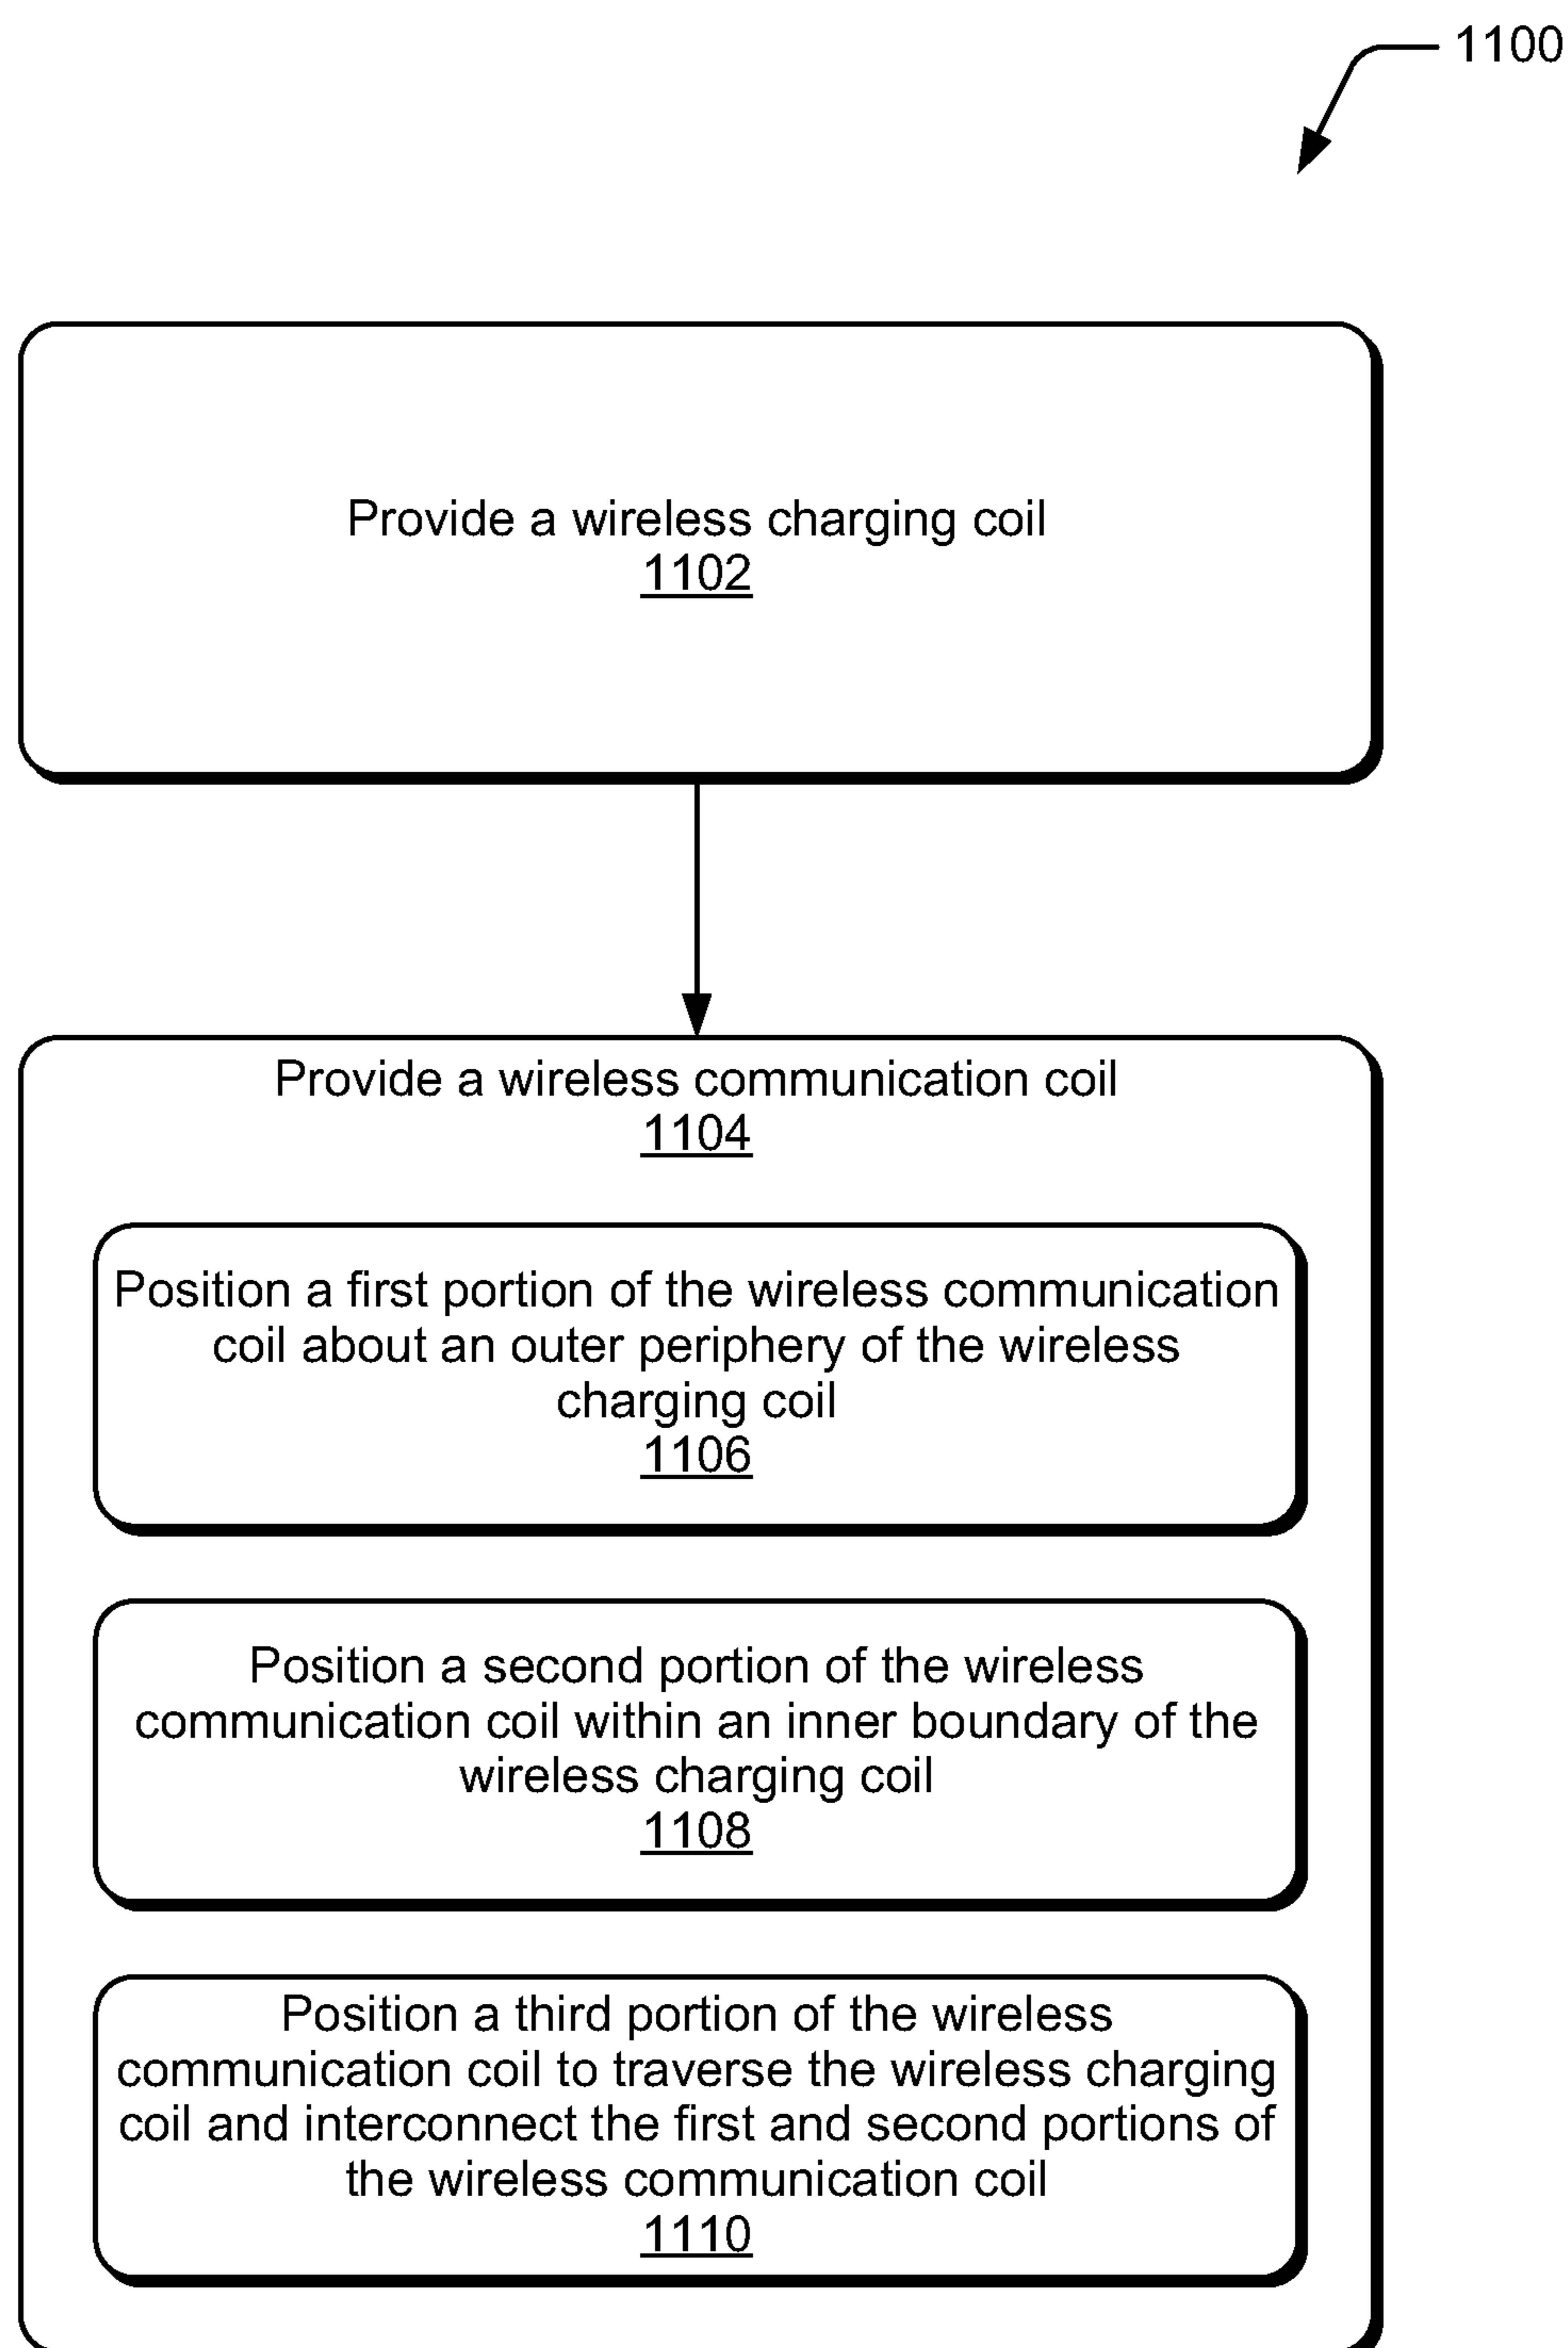 1100
Provide a wireless charging coil
1102
Provide a wireless communication coil
1104
Position a first portion of the wireless communication
coil about an outer periphery of the wireless
charging coil
1106
Position a second portion of the wireless
communication coil within an inner boundary of the
wireless charging coil
1108
Position a third portion of the wireless
communication coil to traverse the wireless charging
coil and interconnect the first and second portions of
the wireless communication coil
1110